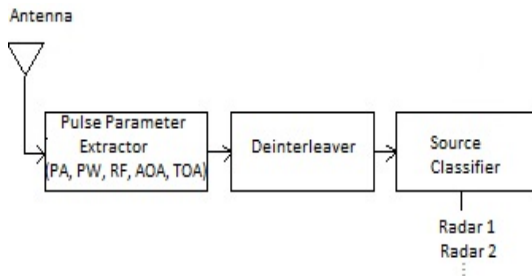 Antenna
Pulse Parameter
Extractor
(PA, PW, RF, AOA, TOA)
Deinterleaver
Source
Classifier
Radar 1
Radar 2
⋮